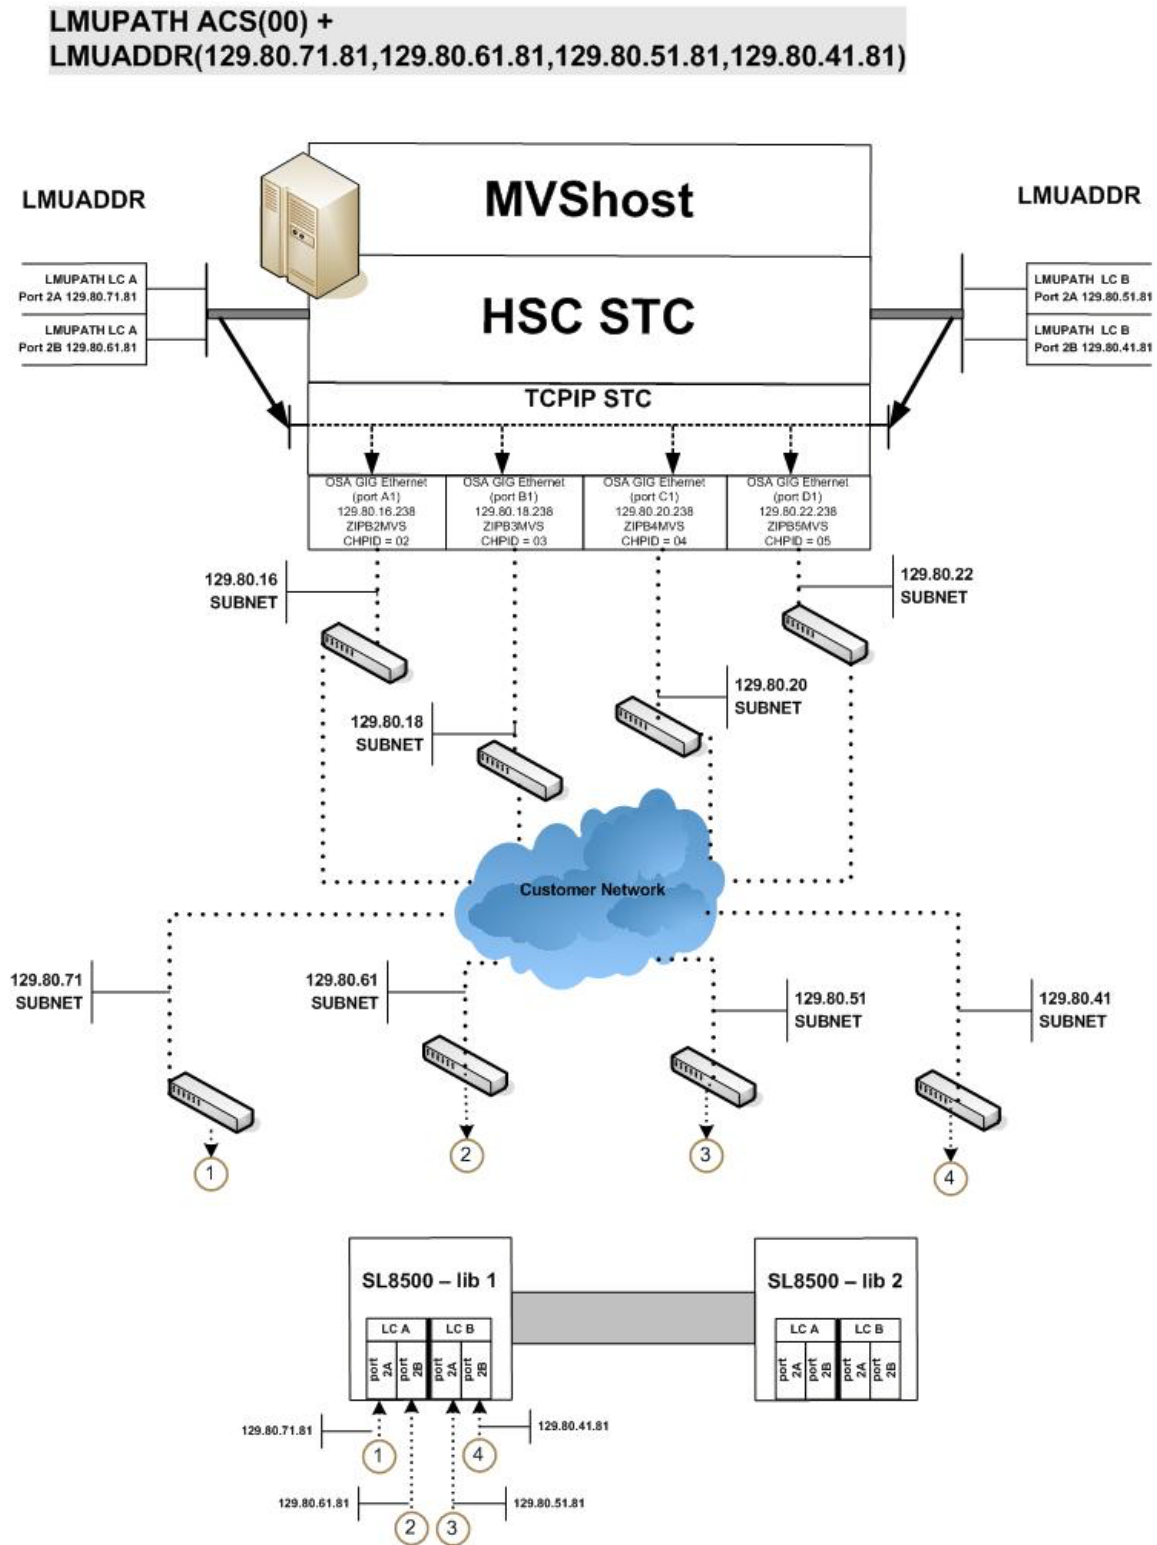 LMUPATH ACS(00) +
LMUADDR(129.80.71.81,129.80.61.81,129.80.51.81,129.80.41.81)
MVShost
LMUADDR
LMUADDR
LMUPATH LC A
Port 2A 129.80.71.81
LMUPATH LC A
Port 2B 129.80.61.81
HSC STC
LMUPATH LC B
Port 2A 129.80.51.81
LMUPATH LC B
Port 2B 129.80.41.81
TCPIP STC
OSA GIG Ethernet
(port A1)
129.80.16.238
ZIPB2MVS
CHPID = 02
OSA GIG Ethernet
(port B1)
129.80.18.238
ZIPB3MVS
CHPID = 03
OSA GIG Ethernet
(port C1)
129.80.20.238
ZIPB4MVS
CHPID = 04
OSA GIG Ethernet
(port D1)
129.80.22.238
ZIPB5MVS
CHPID = 05
129.80.16
SUBNET
129.80.22
SUBNET
129.80.18
SUBNET
129.80.20
SUBNET
Customer Network
129.80.71
SUBNET
129.80.61
SUBNET
129.80.51
SUBNET
129.80.41
SUBNET
1
2
3
4
SL8500 – lib 1
LC A
LC B
port 2A
port 2B
port 2A
port 2B
SL8500 – lib 2
LC A
LC B
port 2A
port 2B
port 2A
port 2B
129.80.71.81
1
4
129.80.41.81
129.80.61.81
2
3
129.80.51.81